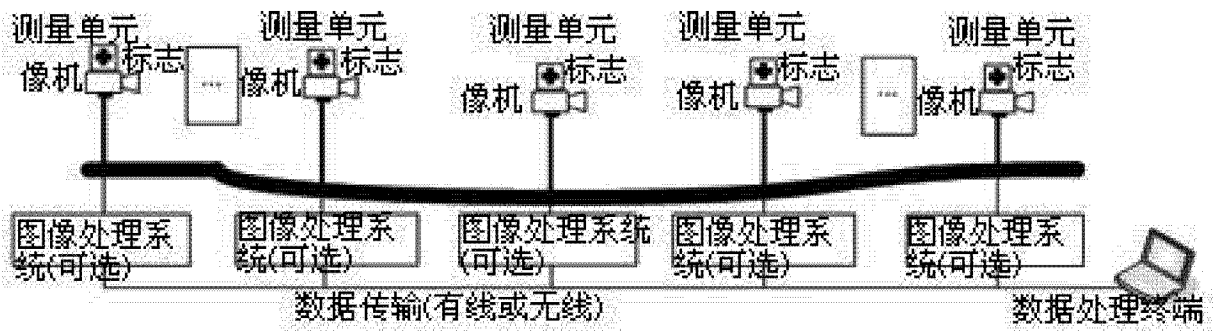 测量单元
测量单元
测量单元
测量单元
测量单元
标志
标志
标志
标志
标志
像机
像机
像机
像机
像机
...
...
图像处理系
统(可选)
图像处理系
统(可选)
图像处理系统
(可选)
图像处理系
统(可选)
图像处理系
统(可选)
数据传输(有线或无线)
数据处理终端